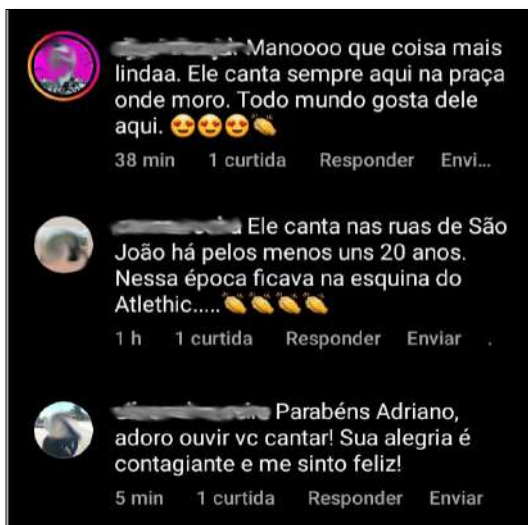 Manoooo que coisa mais
lindaa. Ele canta sempre aqui na praça
onde moro. Todo mundo gosta dele
aqui. 😍😍😍👏
38 min 1 curtida Responder Envi...
Ele canta nas ruas de São
João há pelos menos uns 20 anos.
Nessa época ficava na esquina do
Atlethic..... 👏👏👏👏
1 h 1 curtida Responder Enviar .
Parabéns Adriano,
adoro ouvir vc cantar! Sua alegria é
contagiante e me sinto feliz!
5 min 1 curtida Responder Enviar